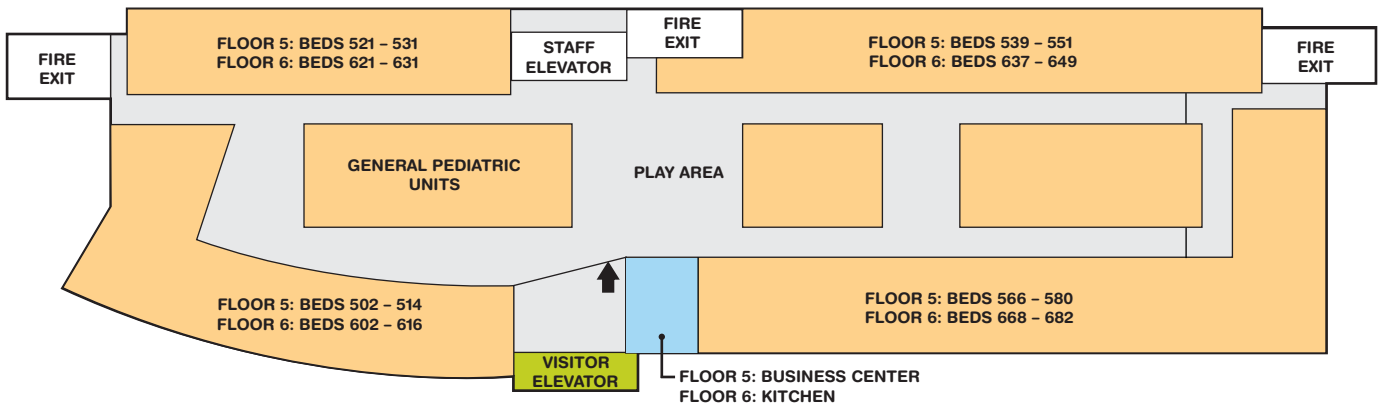 FIRE
EXIT
FLOOR 5: BEDS 521 – 531
FLOOR 6: BEDS 621 – 631
STAFF
ELEVATOR
FIRE
EXIT
FLOOR 5: BEDS 539 – 551
FLOOR 6: BEDS 637 – 649
FIRE
EXIT
GENERAL PEDIATRIC
UNITS
PLAY AREA
FLOOR 5: BEDS 502 – 514
FLOOR 6: BEDS 602 – 616
FLOOR 5: BEDS 566 – 580
FLOOR 6: BEDS 668 – 682
VISITOR
ELEVATOR
FLOOR 5: BUSINESS CENTER
FLOOR 6: KITCHEN